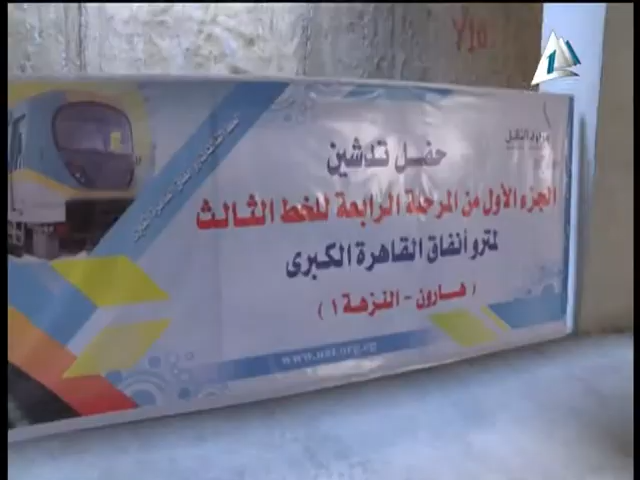 حفل تدشين
الجزء الأول من المرحلة الرابعة للخط الثالث
لمترو أنفاق القاهرة الكبرى
( هارون - النزهة ١ )
www.nat.org.eg